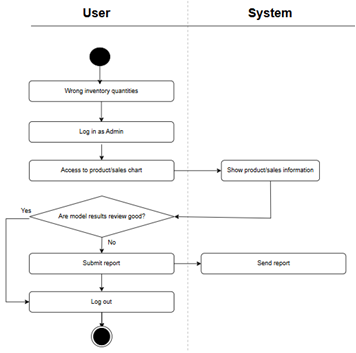 User
System
Wrong inventory quantities
Log in as Admin
Access to product/sales chart
Show product/sales information
Yes
Are model results review good?
No
Submit report
Send report
Log out